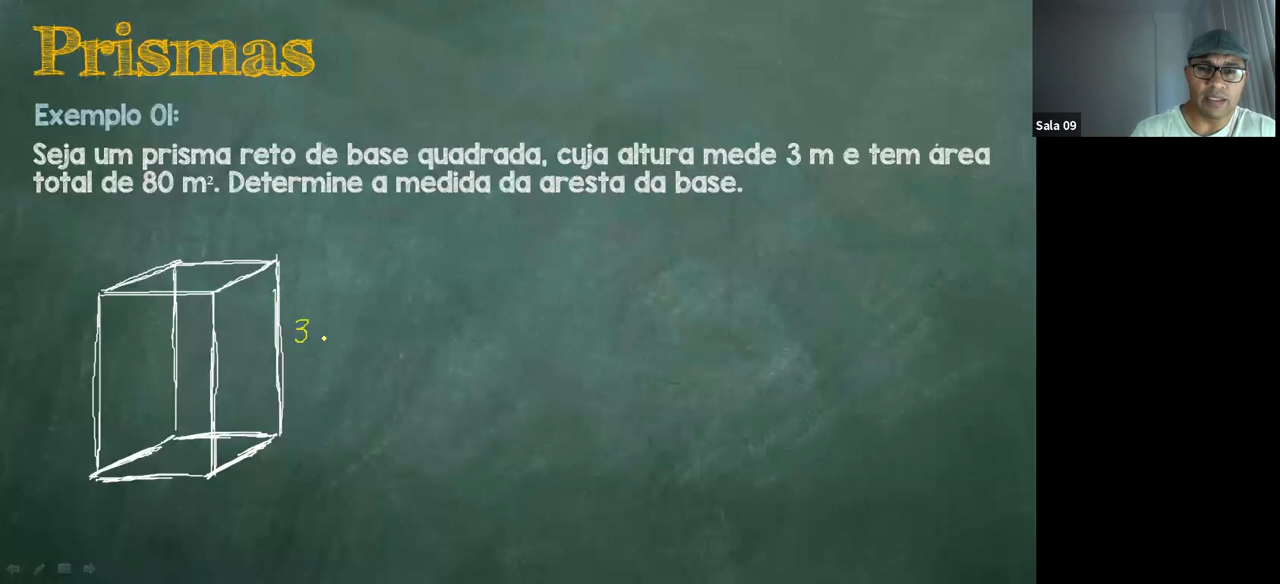 Prismas
Exemplo 01:
Seja um prisma reto de base quadrada, cuja altura mede 3 m e tem área
total de 80 m². Determine a medida da aresta da base.
3
Sala 09